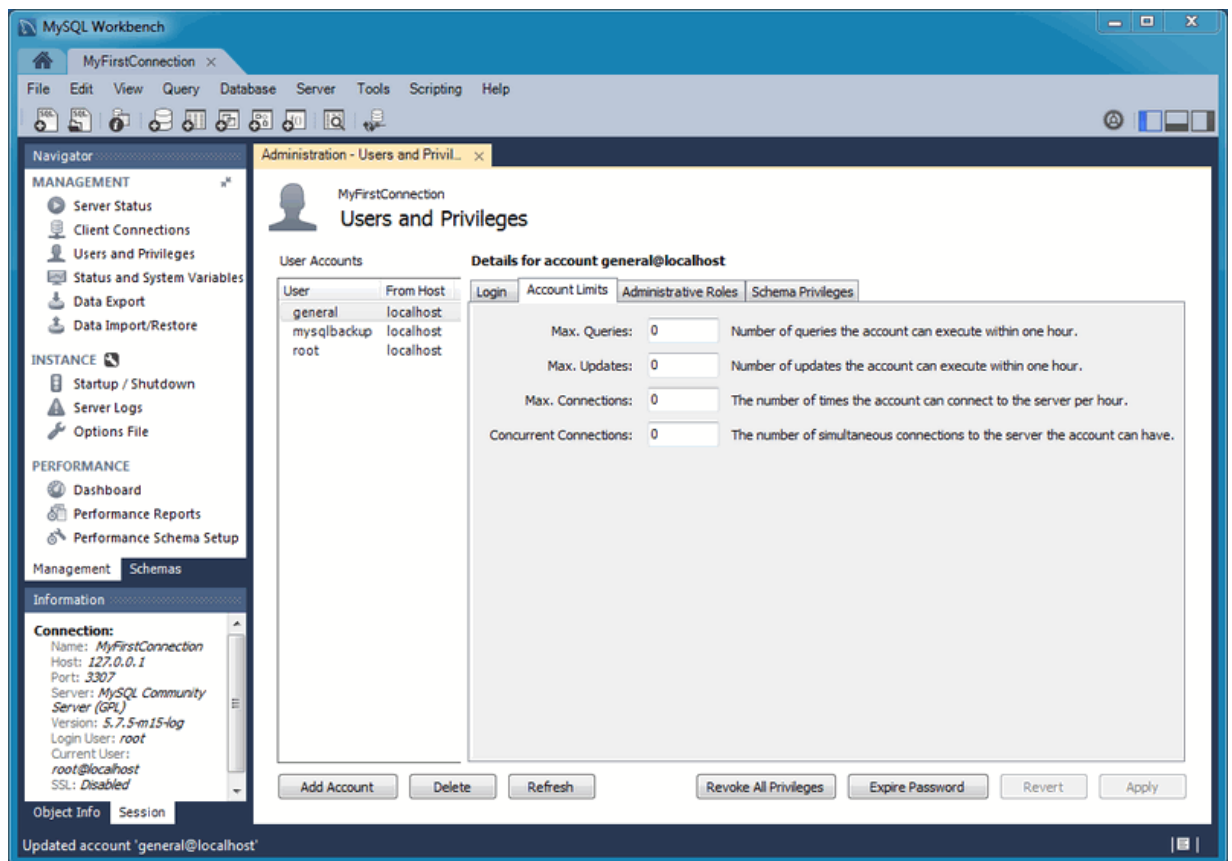 MySQL Workbench
MyFirstConnection ×
File Edit View Query Database Server Tools Scripting Help
Navigator
MANAGEMENT
Server Status
Client Connections
Users and Privileges
Status and System Variables
Data Export
Data Import/Restore
INSTANCE
Startup / Shutdown
Server Logs
Options File
PERFORMANCE
Dashboard
Performance Reports
Performance Schema Setup
Management Schemas
Information
Connection:
Name: MyFirstConnection
Host: 127.0.0.1
Port: 3307
Server: MySQL Community
Server (GPL)
Version: 5.7.5-m15-log
Login User: root
Current User:
root@localhost
SSL: Disabled
Object Info Session
Administration - Users and Privil... ×
MyFirstConnection
Users and Privileges
User Accounts
User From Host
general localhost
mysqlbackup localhost
root localhost
Details for account general@localhost
Login Account Limits Administrative Roles Schema Privileges
Max. Queries: 0 Number of queries the account can execute within one hour.
Max. Updates: 0 Number of updates the account can execute within one hour.
Max. Connections: 0 The number of times the account can connect to the server per hour.
Concurrent Connections: 0 The number of simultaneous connections to the server the account can have.
Add Account Delete Refresh Revoke All Privileges Expire Password Revert Apply
Updated account 'general@localhost'